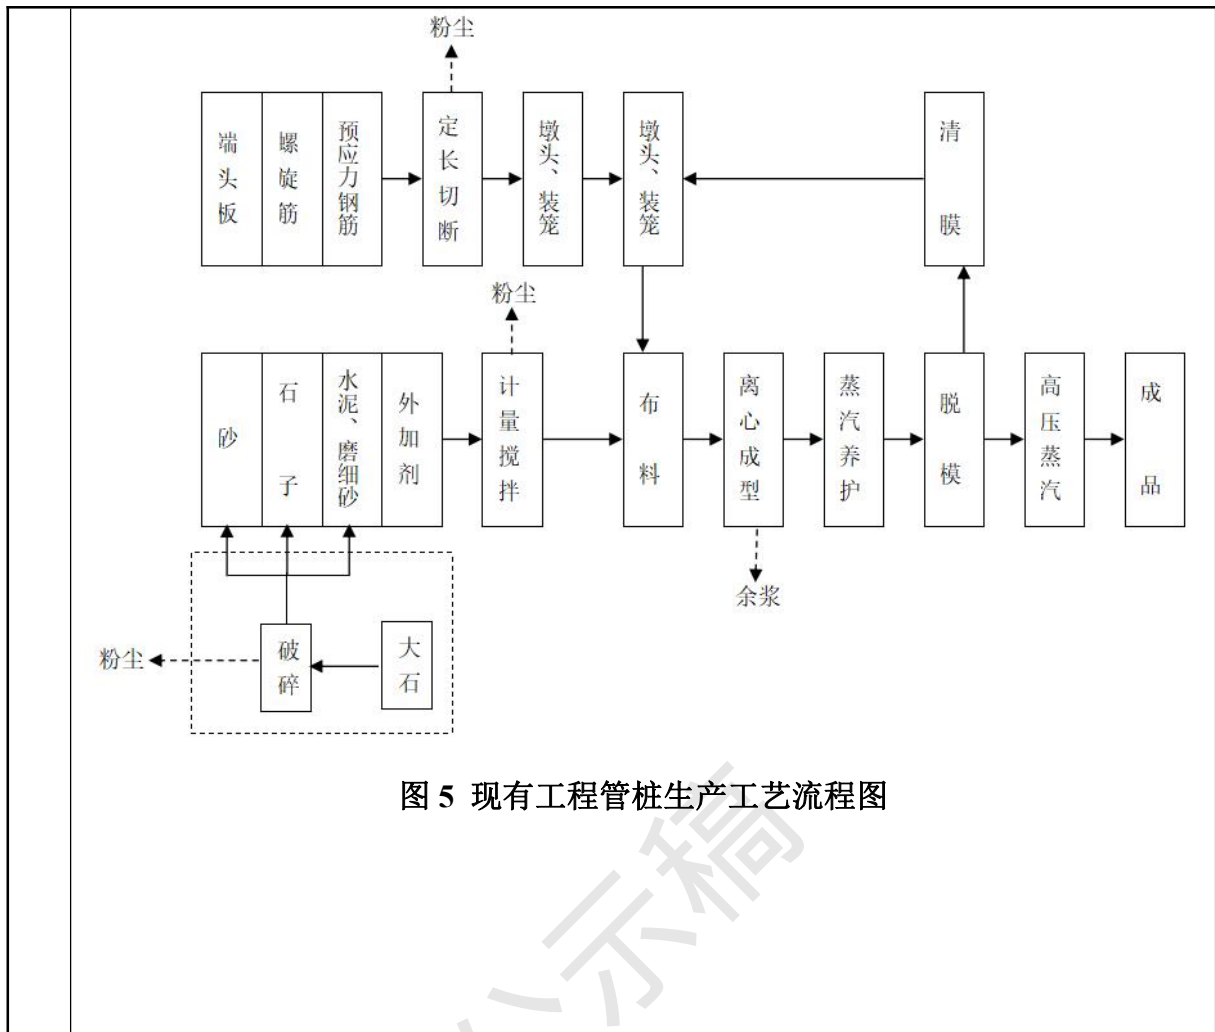 粉尘
端头板
螺旋筋
预应力钢筋
定长切断
墩头、装笼
墩头、装笼
清膜
粉尘
砂
石子
水泥、磨细砂
外加剂
计量搅拌
布料
离心成型
蒸汽养护
脱模
高压蒸汽
成品
余浆
粉尘
破碎
大石
图 5 现有工程管桩生产工艺流程图
公示稿